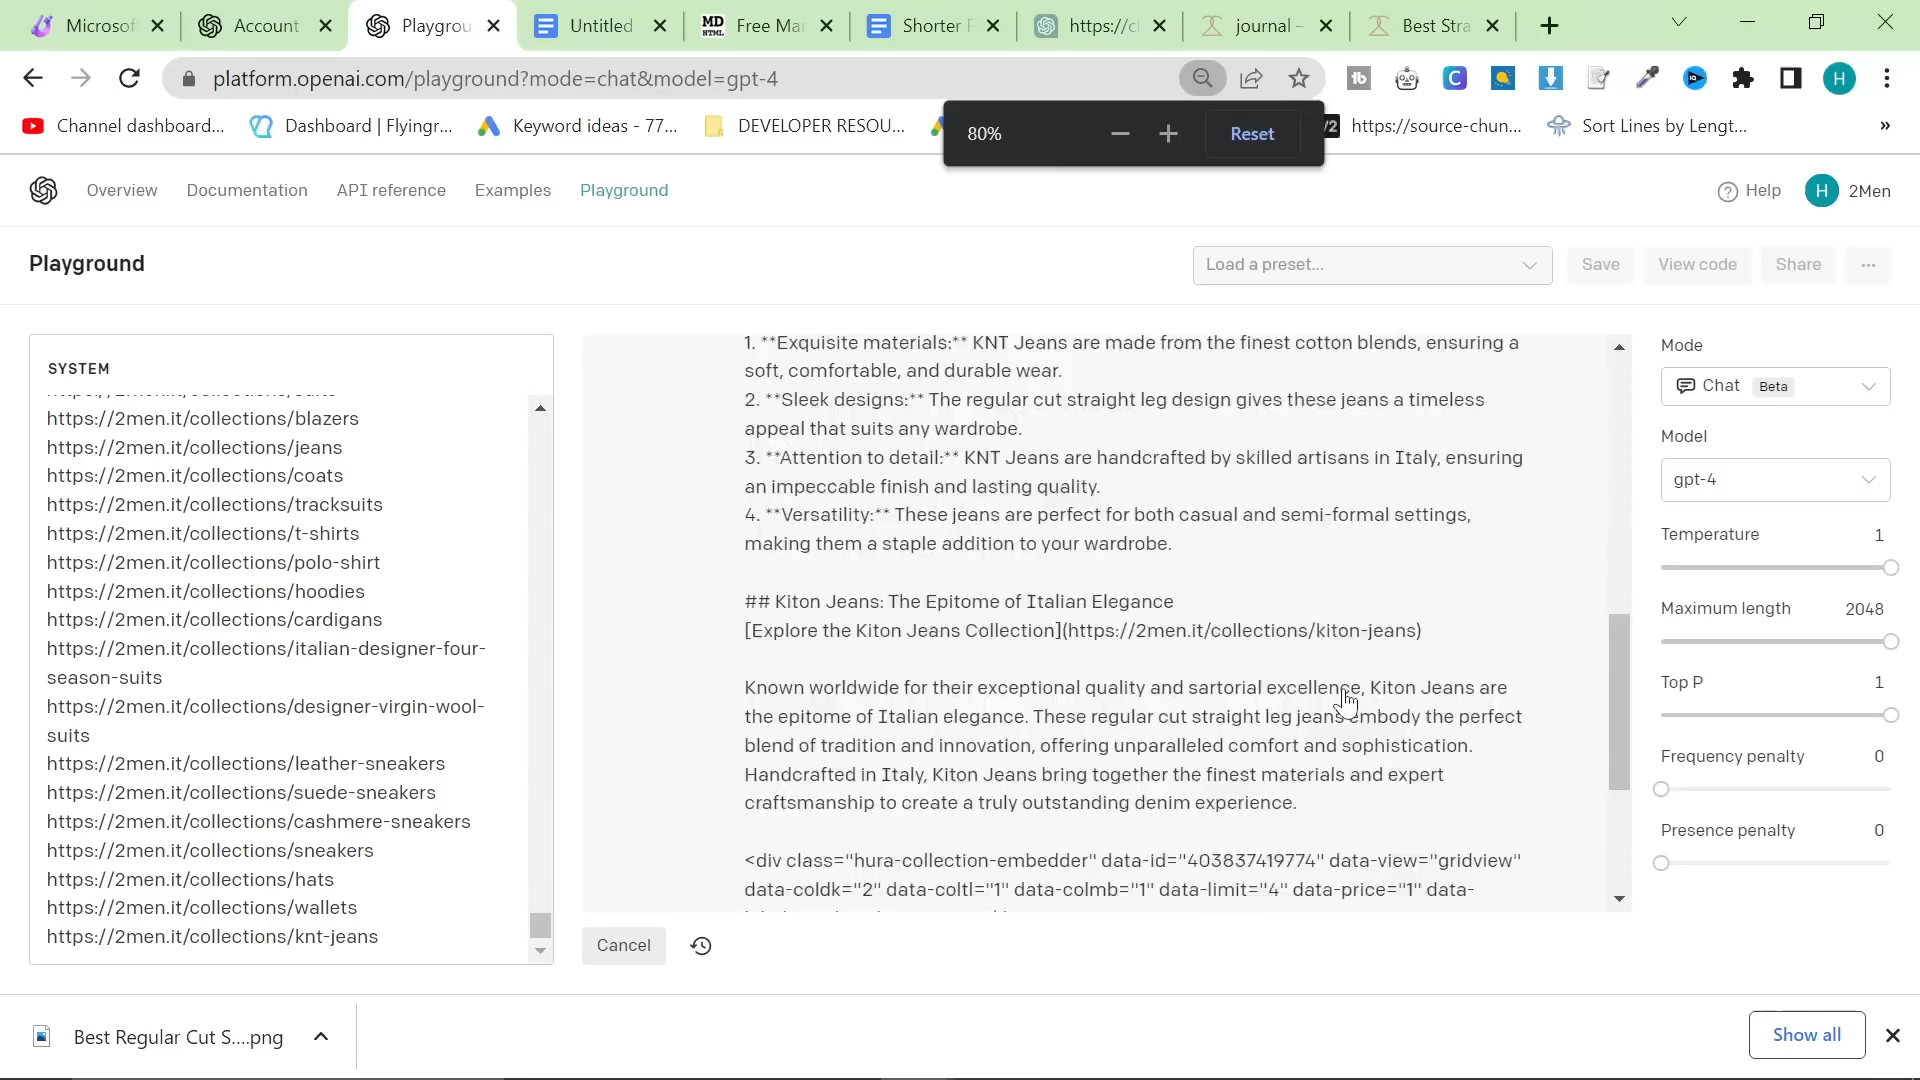 Microsof
Account
Playgrou
Untitled
MD
HTML
Free Mar
Shorter
https://c
journal –
Best Stra
platform.openai.com/playground?mode=chat&model=gpt-4
H
Channel dashboard...
Dashboard | Flyingr...
Keyword ideas - 77...
DEVELOPER RESOU...
80%
Reset
https://source-chun...
Sort Lines by Lengt...
»
Overview
Documentation
API reference
Examples
Playground
Help
H
2Men
Playground
Load a preset...
Save
View code
Share
...
SYSTEM
https://2men.it/collections/blazers
https://2men.it/collections/jeans
https://2men.it/collections/coats
https://2men.it/collections/tracksuits
https://2men.it/collections/t-shirts
https://2men.it/collections/polo-shirt
https://2men.it/collections/hoodies
https://2men.it/collections/cardigans
https://2men.it/collections/italian-designer-four-
season-suits
https://2men.it/collections/designer-virgin-wool-
suits
https://2men.it/collections/leather-sneakers
https://2men.it/collections/suede-sneakers
https://2men.it/collections/cashmere-sneakers
https://2men.it/collections/sneakers
https://2men.it/collections/hats
https://2men.it/collections/wallets
https://2men.it/collections/knt-jeans
1. **Exquisite materials:** KNT Jeans are made from the finest cotton blends, ensuring a
soft, comfortable, and durable wear.
2. **Sleek designs:** The regular cut straight leg design gives these jeans a timeless
appeal that suits any wardrobe.
3. **Attention to detail:** KNT Jeans are handcrafted by skilled artisans in Italy, ensuring
an impeccable finish and lasting quality.
4. **Versatility:** These jeans are perfect for both casual and semi-formal settings,
making them a staple addition to your wardrobe.
## Kiton Jeans: The Epitome of Italian Elegance
[Explore the Kiton Jeans Collection](https://2men.it/collections/kiton-jeans)
Known worldwide for their exceptional quality and sartorial excellence, Kiton Jeans are
the epitome of Italian elegance. These regular cut straight leg jeans embody the perfect
blend of tradition and innovation, offering unparalleled comfort and sophistication.
Handcrafted in Italy, Kiton Jeans bring together the finest materials and expert
craftsmanship to create a truly outstanding denim experience.
<div class="hura-collection-embedder" data-id="403837419774" data-view="gridview"
data-coldk="2" data-coltl="1" data-colmb="1" data-limit="4" data-price="1" data-
Cancel
Mode
Chat
Beta
Model
gpt-4
Temperature
1
Maximum length
2048
Top P
1
Frequency penalty
0
Presence penalty
0
Best Regular Cut S....png
Show all